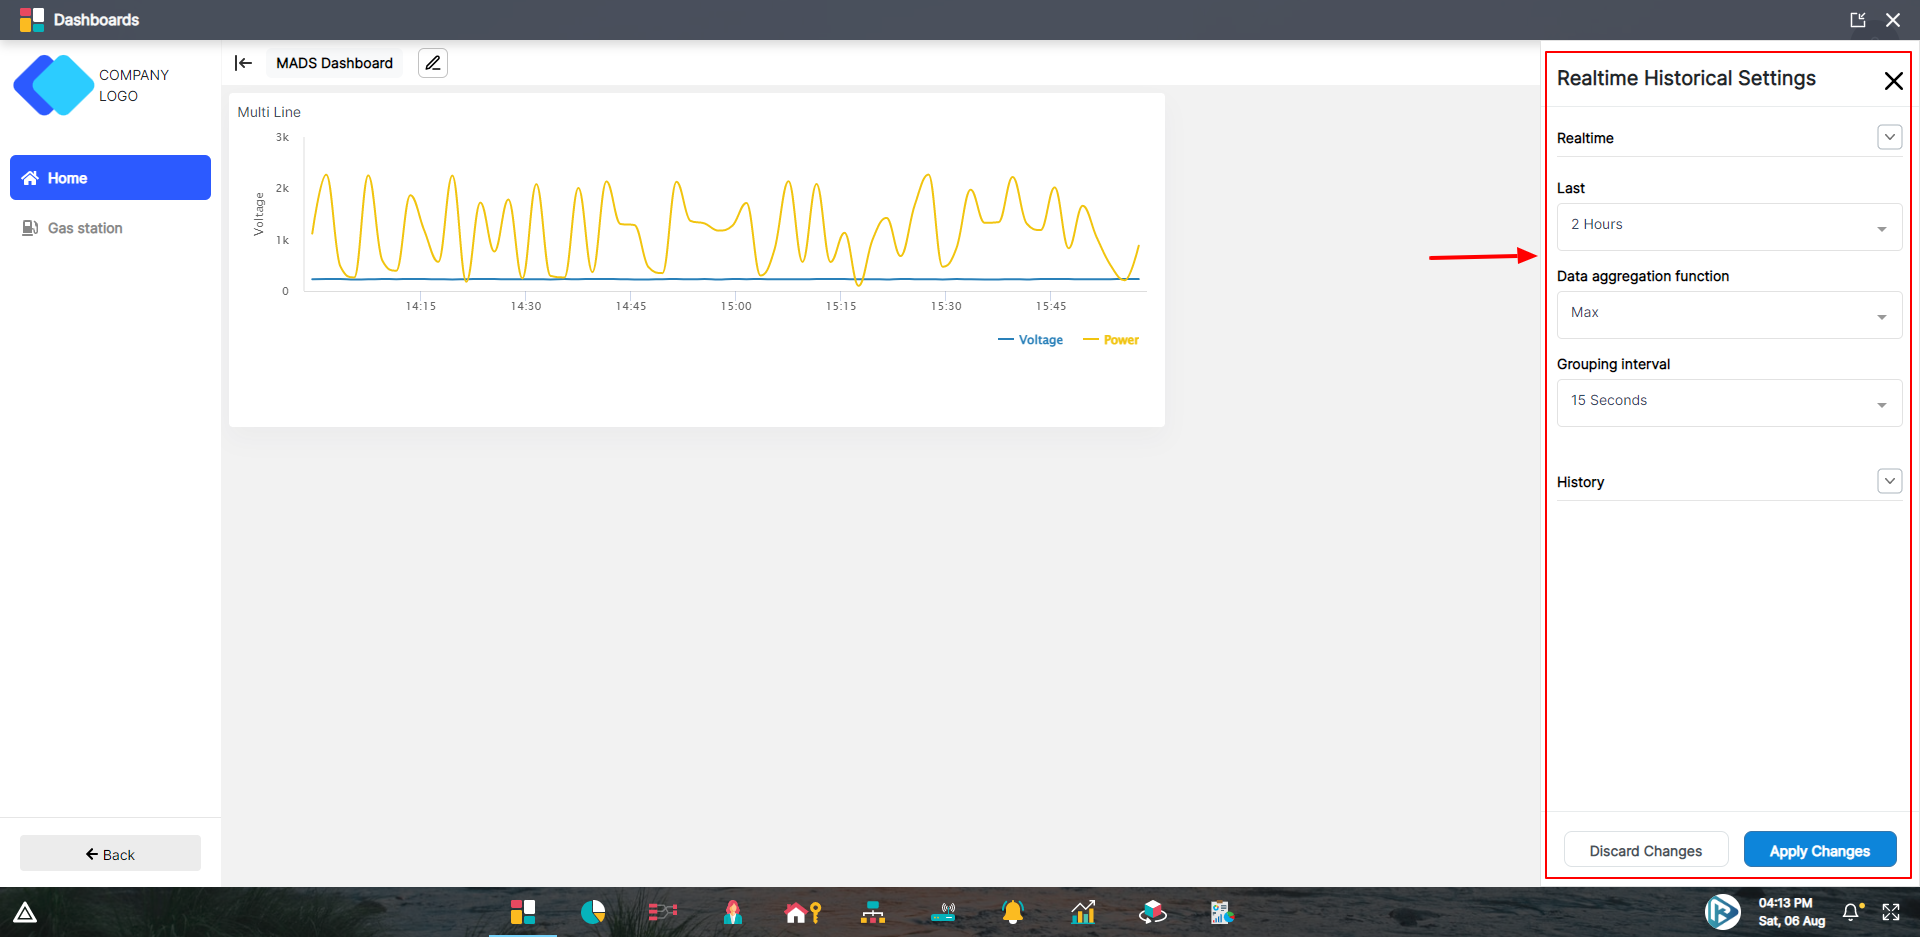 Dashboards
COMPANY
LOGO
Home
Gas station
Back
MADS Dashboard
Multi Line
3k
2k
1k
0
Voltage
14:15 14:30 14:45 15:00 15:15 15:30 15:45
Voltage Power
Realtime Historical Settings
Realtime
Last
2 Hours
Data aggregation function
Max
Grouping interval
15 Seconds
History
Discard Changes Apply Changes
04:13 PM
Sat, 06 Aug